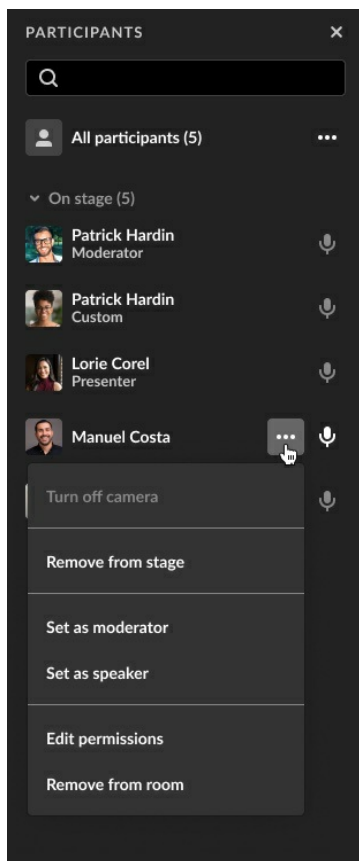 PARTICIPANTS
All participants (5)
On stage (5)
Patrick Hardin
Moderator
Patrick Hardin
Custom
Lorie Corel
Presenter
Manuel Costa
Turn off camera
Remove from stage
Set as moderator
Set as speaker
Edit permissions
Remove from room